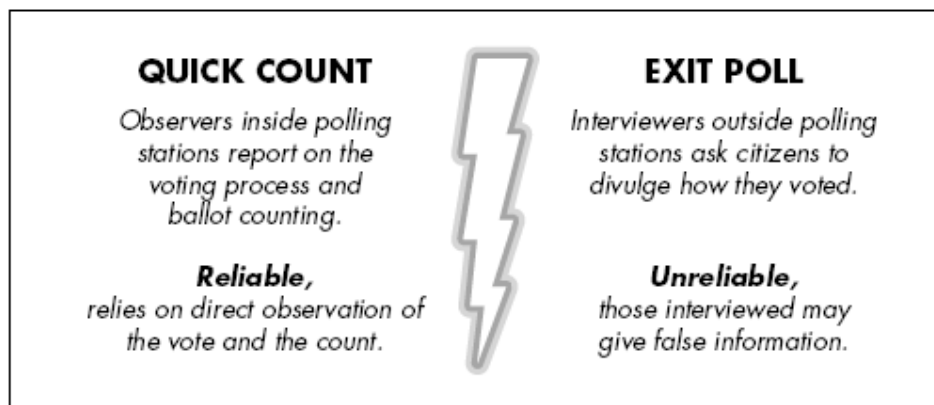 QUICK COUNT
Observers inside polling
stations report on the
voting process and
ballot counting.
Reliable,
relies on direct observation of
the vote and the count.
EXIT POLL
Interviewers outside polling
stations ask citizens to
divulge how they voted.
Unreliable,
those interviewed may
give false information.